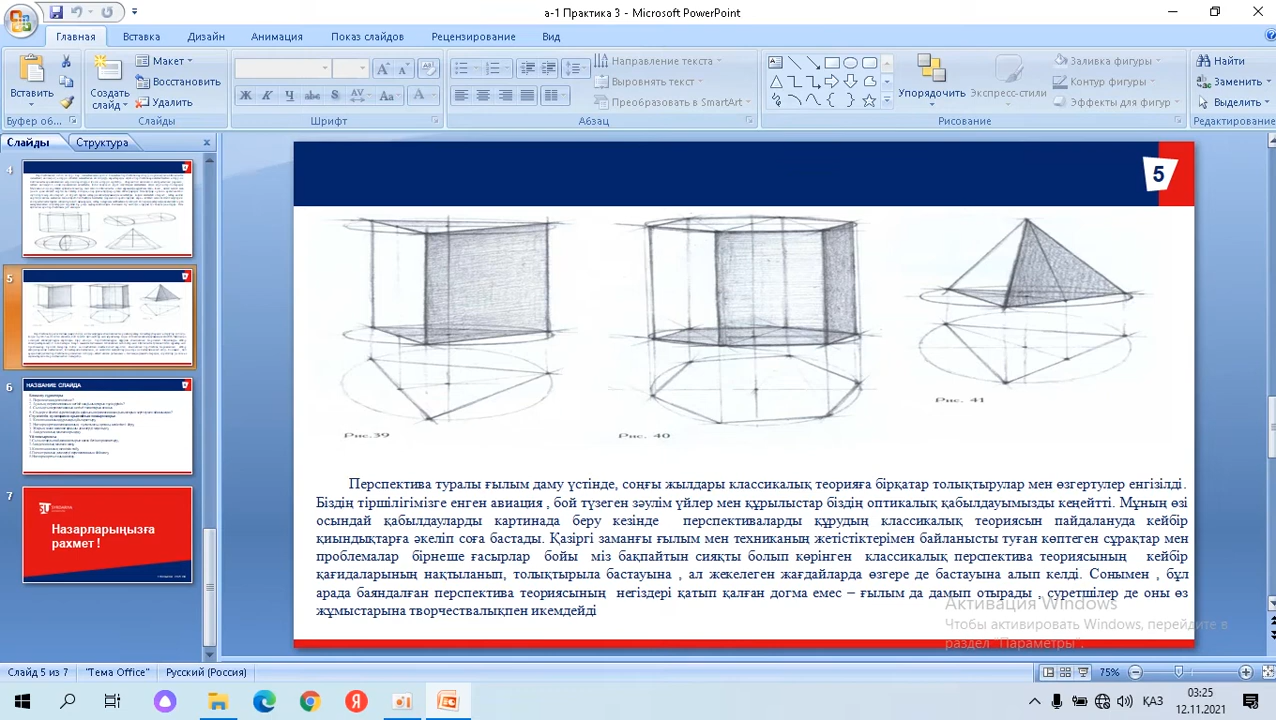 а-1 Практика 3 - Microsoft PowerPoint
Главная Вставка Дизайн Анимация Показ слайдов Рецензирование Вид
Вставить
Буфер об...
Создать слайд
Макет
Восстановить
Удалить
Слайды
Ж К Ч abc S AV Aa А
Шрифт
Направление текста
Выровнять текст
Преобразовать в SmartArt
Абзац
Упорядочить
Экспресс-стили
Заливка фигуры
Контур фигуры
Эффекты для фигур
Рисование
Найти
Заменить
Выделить
Редактирование
Слайды Структура
4
5
6
НАЗВАНИЕ СЛАЙДА
7
Назарларыңызға
рахмет !
5
Рис.39
Рис. 40
Рис. 41
Перспектива туралы ғылым даму үстінде, соңғы жылдары классикалық теорияға бірқатар толықтырулар мен өзгертулер енгізілді.
Біздің тіршілігімізге енген авиация , бой түзеген зәулім үйлер мен құрылыстар біздің оптикалық қабылдауымызды кеңейтті. Мұның өзі
осындай қабылдауларды картинада беру кезінде перспективаларды құрудың классикалық теориясын пайдалануда кейбір
қиындықтарға әкеліп соға бастады. Қазіргі заманғы ғылым мен техниканың жетістіктерімен байланысты туған көптеген сұрақтар мен
проблемалар бірнеше ғасырлар бойы міз бақпайтын сияқты болып көрінген классикалық перспектива теориясының кейбір
қағидаларының нақтыланып, толықтырыла бастауына , ал жекелеген жағдайларда өзгере де бастауына алып келді. Сонымен , бұл
арада баяндалған перспектива теориясының негіздері қатып қалған догма емес – ғылым да дамып отырады , суретшілер де оны өз
жұмыстарына творчествалықпен икемдейді
Активация Windows
Чтобы активировать Windows, перейдите в
раздел "Параметры".
Слайд 5 из 7 "Тема Office" Русский (Россия) 75%
ҚАЗ 03:25
12.11.2021